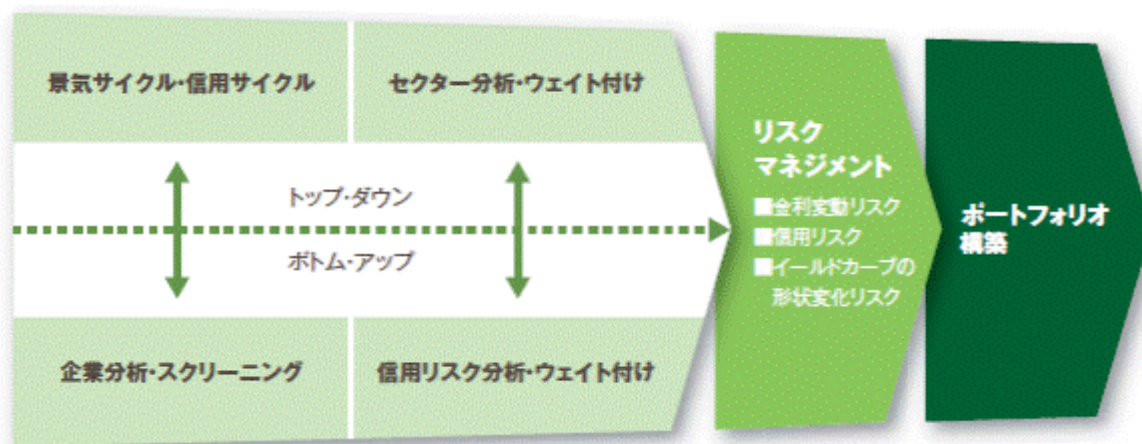 景気サイクル・信用サイクル
セクター分析・ウェイト付け
トップ・ダウン
ボトム・アップ
企業分析・スクリーニング
信用リスク分析・ウェイト付け
リスク
マネジメント
■金利変動リスク
■信用リスク
■イールドカーブの
形状変化リスク
ポートフォリオ
構築